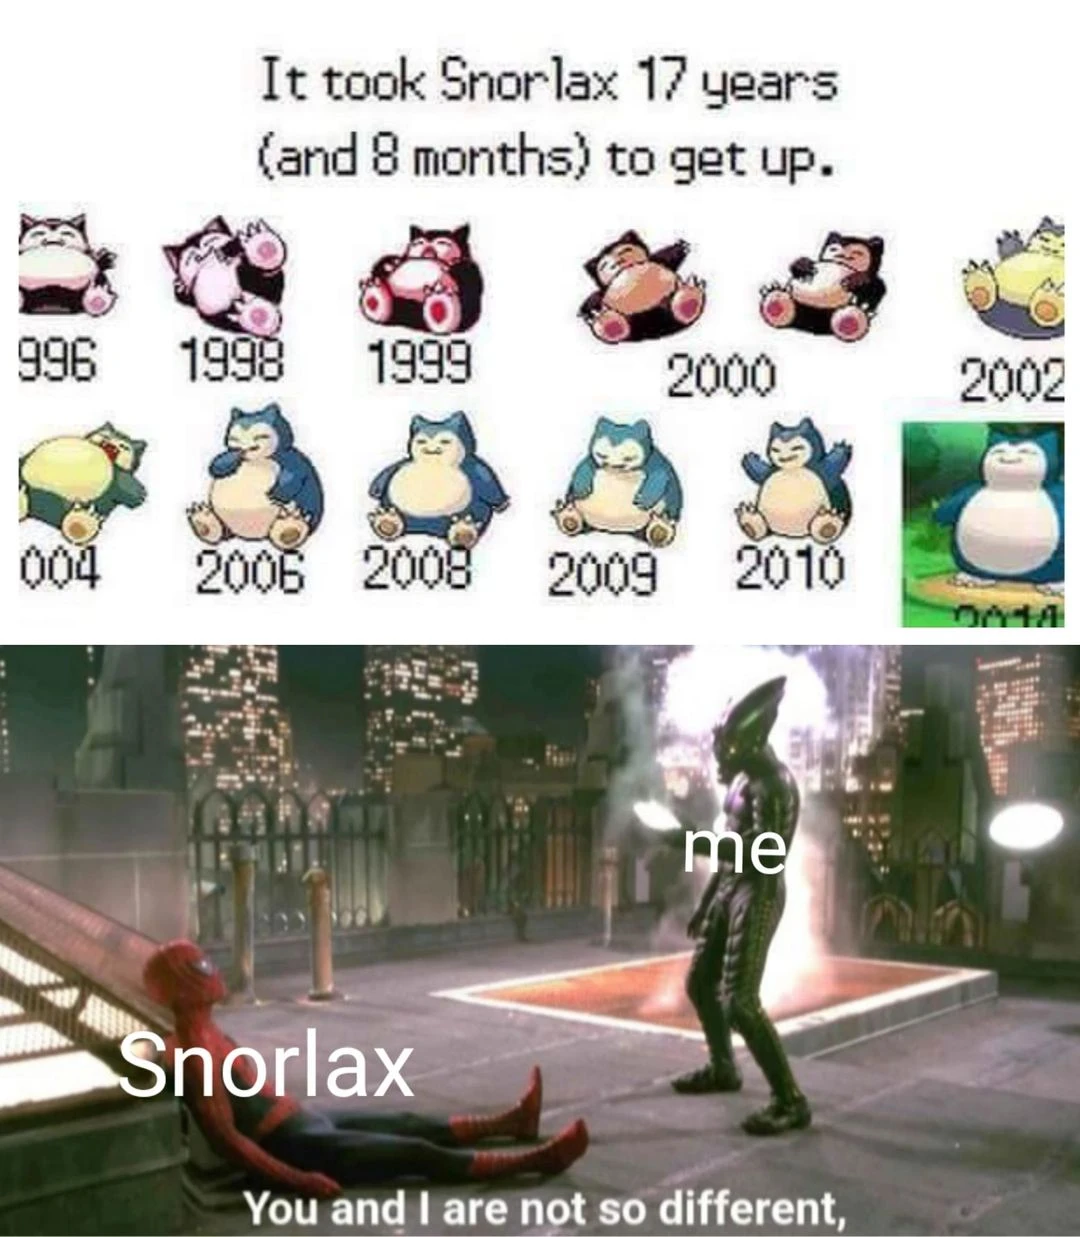 It took Snorlax 17 years
(and 8 months) to get up.
996 1998 1999 2000 2002
004 2006 2008 2009 2010
me
Snorlax
You and I are not so different,